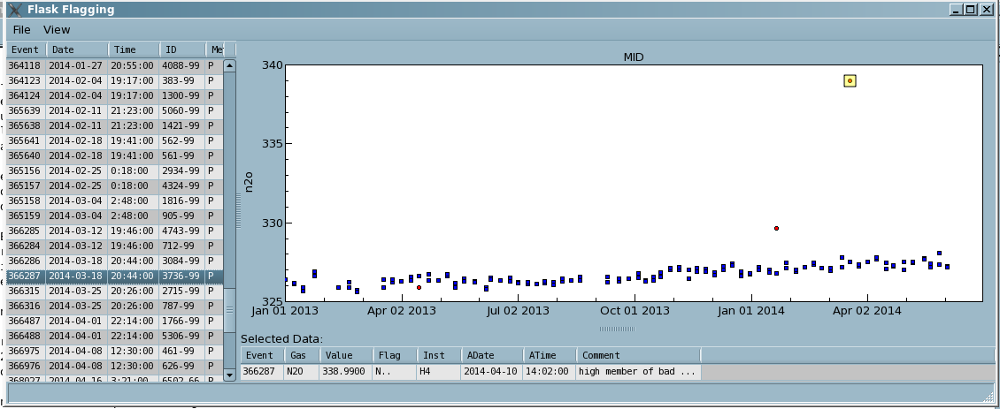 Flask Flagging
File View
Event Date Time ID Me
364118 2014-01-27 20:55:00 4088-99 P
364123 2014-02-04 19:17:00 383-99 P
364124 2014-02-04 19:17:00 1300-99 P
365639 2014-02-11 21:23:00 5060-99 P
365638 2014-02-11 21:23:00 1421-99 P
365641 2014-02-18 19:41:00 562-99 P
365640 2014-02-18 19:41:00 561-99 P
365156 2014-02-25 0:18:00 2934-99 P
365157 2014-02-25 0:18:00 4324-99 P
365158 2014-03-04 2:48:00 1816-99 P
365159 2014-03-04 2:48:00 905-99 P
366285 2014-03-12 19:46:00 4743-99 P
366284 2014-03-12 19:46:00 712-99 P
366286 2014-03-18 20:44:00 3084-99 P
366287 2014-03-18 20:44:00 3736-99 P
366315 2014-03-25 20:26:00 2715-99 P
366316 2014-03-25 20:26:00 787-99 P
366487 2014-04-01 22:14:00 1766-99 P
366488 2014-04-01 22:14:00 5306-99 P
366975 2014-04-08 12:30:00 461-99 P
366976 2014-04-08 12:30:00 626-99 P
368027 2014-04-16 3:21:00 6502-66 P
MID
340
335
330
325
n2o
Jan 01 2013 Apr 02 2013 Jul 02 2013 Oct 01 2013 Jan 01 2014 Apr 02 2014
Selected Data:
Event Gas Value Flag Inst ADate ATime Comment
366287 N2O 338.9900 N.. H4 2014-04-10 14:02:00 high member of bad ...